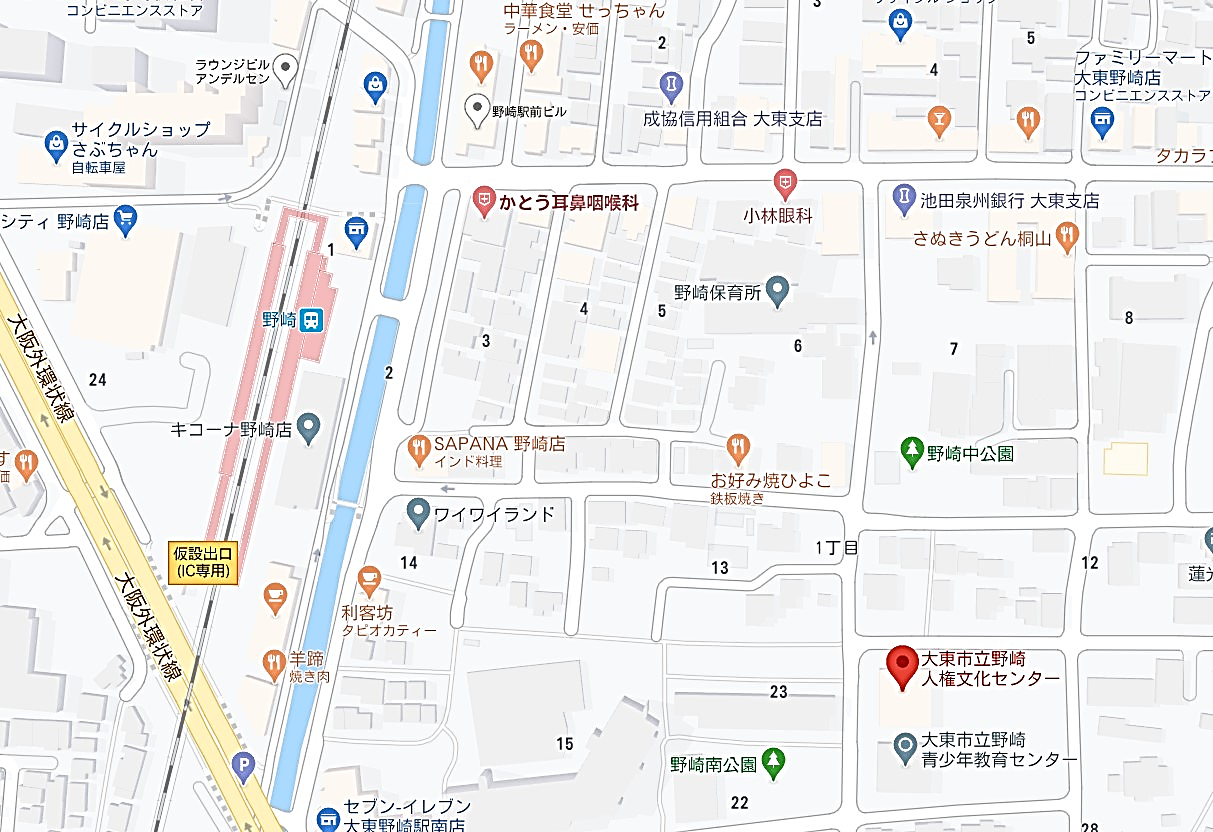 コンビニエンスストア
中華食堂 せっちゃん
ラーメン・安価
3
2
5
4
ラウンジビル
アンデルセン
野崎駅前ビル
成協信用組合 大東支店
ファミリーマート
大東野崎店
コンビニエンスストア
サイクルショップ
さぶちゃん
自転車屋
タカラブ
シティ 野崎店
かとう耳鼻咽喉科
小林眼科
池田泉州銀行 大東支店
さぬきうどん桐山
1
野崎
野崎保育所
4
5
3
6
7
8
2
24
大阪外環状線
キコーナ野崎店
SAPANA 野崎店
インド料理
お好み焼ひよこ
鉄板焼き
野崎中公園
す
価
ワイワイランド
仮設出口
(IC専用)
14
13
1丁目
12
蓮光
大阪外環状線
利客坊
タピオカティー
羊蹄
焼き肉
大東市立野崎
人権文化センター
23
15
野崎南公園
22
大東市立野崎
青少年教育センター
P
セブン-イレブン
大東野崎駅南店
28